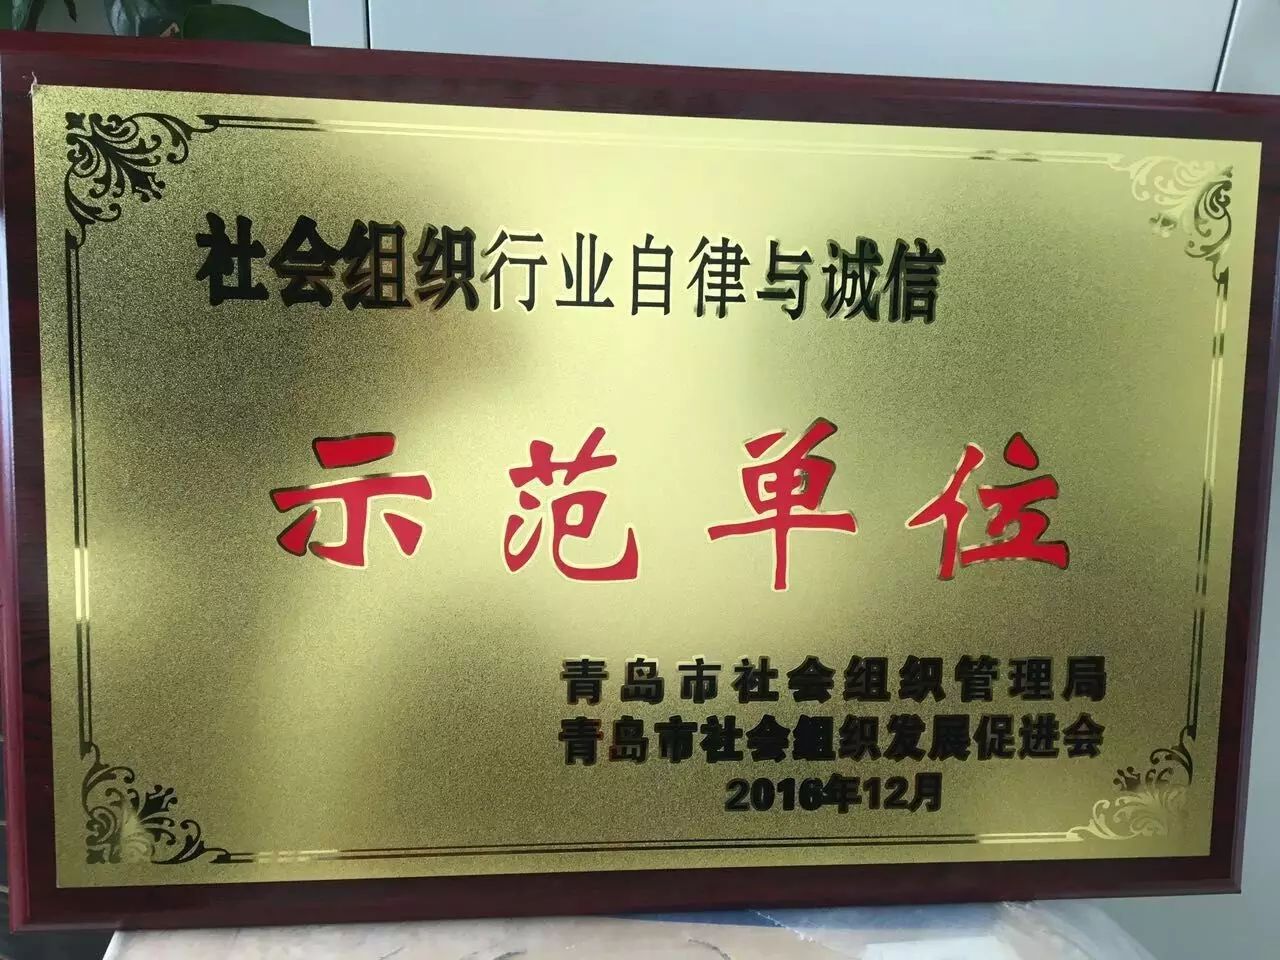 社会组织行业自律与诚信
示范单位
青岛市社会组织管理局
青岛市社会组织发展促进会
2016年12月